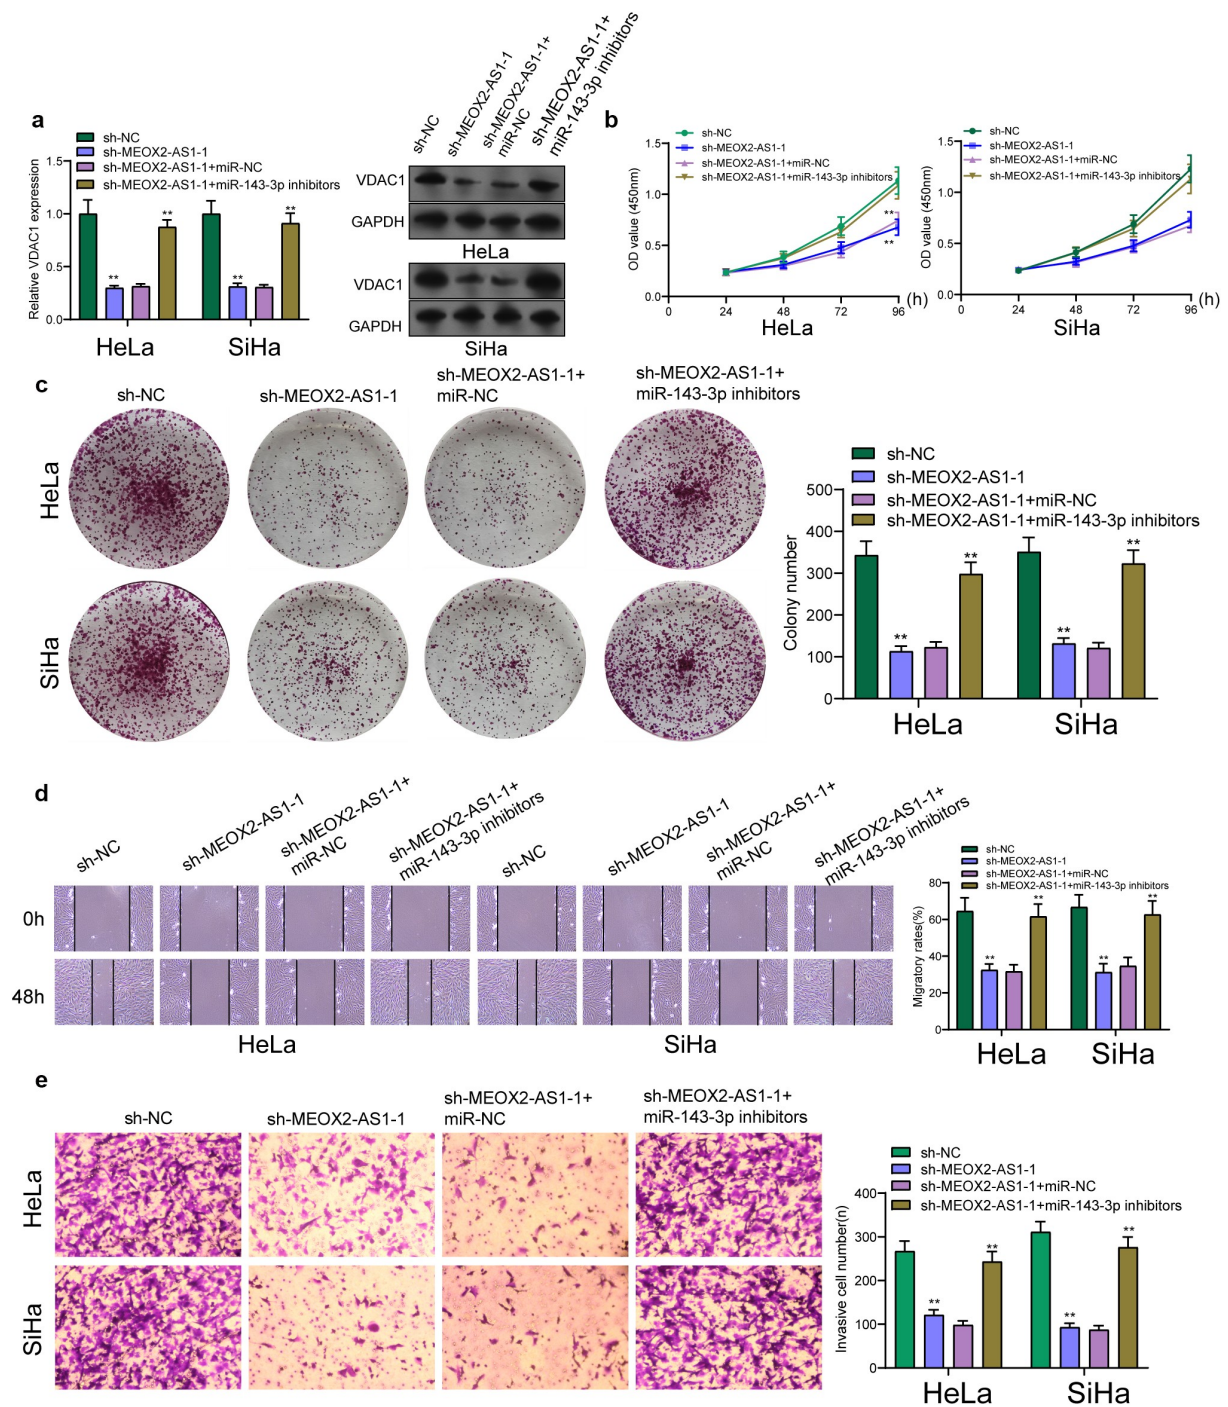 a
sh-NC
sh-MEOX2-AS1-1
sh-MEOX2-AS1-1+miR-NC
sh-MEOX2-AS1-1+miR-143-3p inhibitors
Relative VDAC1 expression
1.5
1.0
0.5
0.0
**
**
**
**
HeLa
SiHa
sh-NC
sh-MEOX2-AS1-1
sh-MEOX2-AS1-1+
miR-NC
sh-MEOX2-AS1-1+
miR-143-3p inhibitors
VDAC1
GAPDH
HeLa
VDAC1
GAPDH
SiHa
b
sh-NC
sh-MEOX2-AS1-1
sh-MEOX2-AS1-1+miR-NC
sh-MEOX2-AS1-1+miR-143-3p inhibitors
OD value (450nm)
1.5
1.0
0.5
0.0
**
**
0
24
48
72
96
(h)
HeLa
sh-NC
sh-MEOX2-AS1-1
sh-MEOX2-AS1-1+miR-NC
sh-MEOX2-AS1-1+miR-143-3p inhibitors
OD value (450nm)
1.5
1.0
0.5
0.0
0
24
48
72
96
(h)
SiHa
c
sh-NC
sh-MEOX2-AS1-1
sh-MEOX2-AS1-1+
miR-NC
sh-MEOX2-AS1-1+
miR-143-3p inhibitors
HeLa
SiHa
sh-NC
sh-MEOX2-AS1-1
sh-MEOX2-AS1-1+miR-NC
sh-MEOX2-AS1-1+miR-143-3p inhibitors
Colony number
500
400
300
200
100
0
**
**
**
**
HeLa
SiHa
d
sh-NC
sh-MEOX2-AS1-1
sh-MEOX2-AS1-1+
miR-NC
sh-MEOX2-AS1-1+
miR-143-3p inhibitors
sh-NC
sh-MEOX2-AS1-1
sh-MEOX2-AS1-1+
miR-NC
sh-MEOX2-AS1-1+
miR-143-3p inhibitors
0h
48h
HeLa
SiHa
sh-NC
sh-MEOX2-AS1-1
sh-MEOX2-AS1-1+miR-NC
sh-MEOX2-AS1-1+miR-143-3p inhibitors
Migratory rates(%)
80
60
40
20
0
**
**
**
**
HeLa
SiHa
e
sh-NC
sh-MEOX2-AS1-1
sh-MEOX2-AS1-1+
miR-NC
sh-MEOX2-AS1-1+
miR-143-3p inhibitors
HeLa
SiHa
sh-NC
sh-MEOX2-AS1-1
sh-MEOX2-AS1-1+miR-NC
sh-MEOX2-AS1-1+miR-143-3p inhibitors
Invasive cell number(n)
400
300
200
100
0
**
**
**
**
HeLa
SiHa